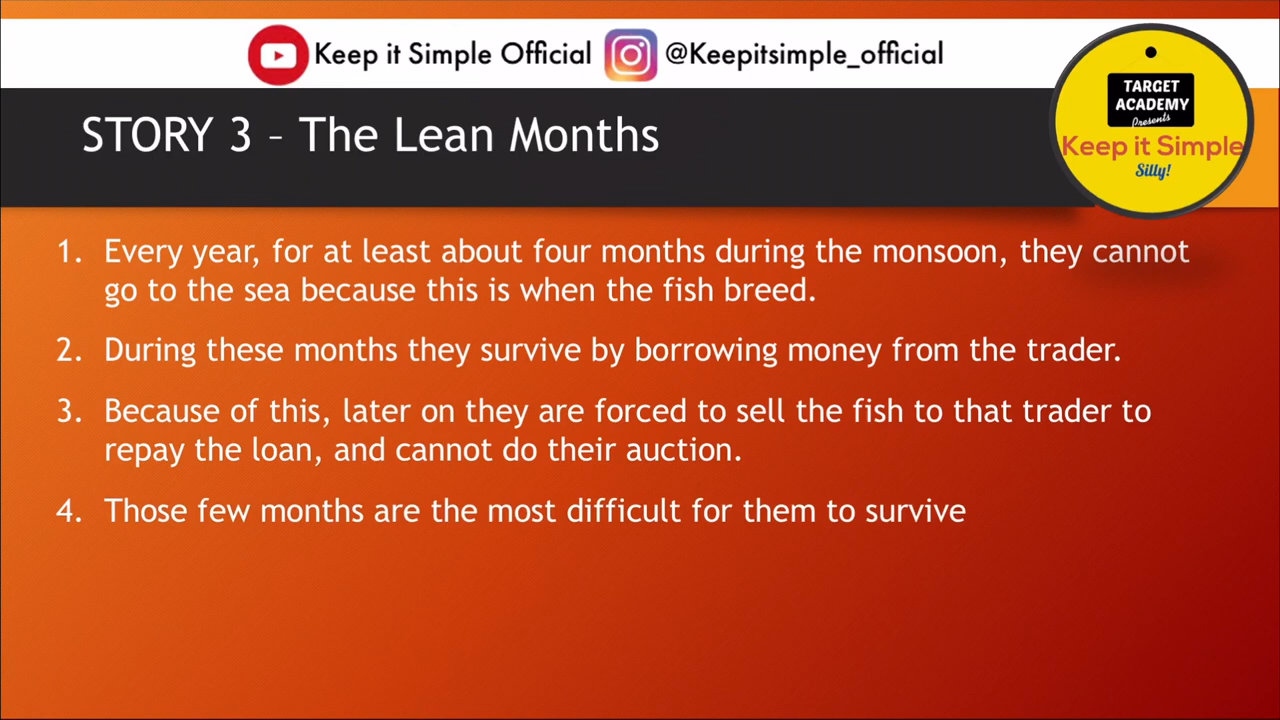 Keep it Simple Official @Keepitsimple_official
TARGET
ACADEMY
Presents
Keep it Simple
Silly!
STORY 3 – The Lean Months
1. Every year, for at least about four months during the monsoon, they cannot
go to the sea because this is when the fish breed.
2. During these months they survive by borrowing money from the trader.
3. Because of this, later on they are forced to sell the fish to that trader to
repay the loan, and cannot do their auction.
4. Those few months are the most difficult for them to survive